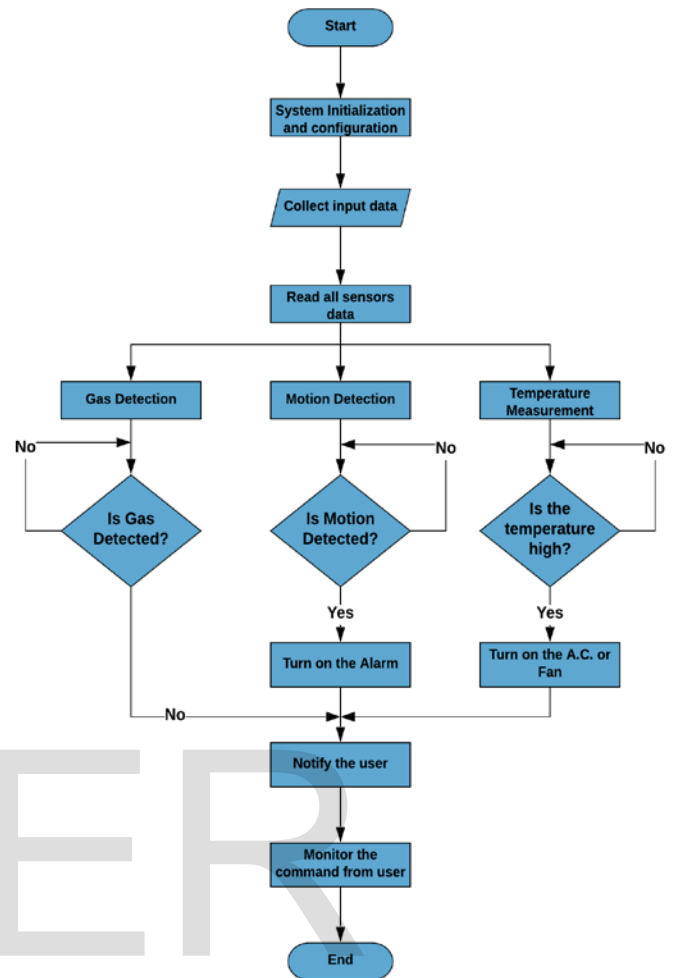 Start
System Initialization
and configuration
Collect input data
Read all sensors
data
Gas Detection
Motion Detection
Temperature
Measurement
No
No
No
Is Gas
Detected?
Is Motion
Detected?
Is the
temperature
high?
Yes
Yes
Turn on the Alarm
Turn on the A.C. or
Fan
No
Notify the user
Monitor the
command from user
End
ER